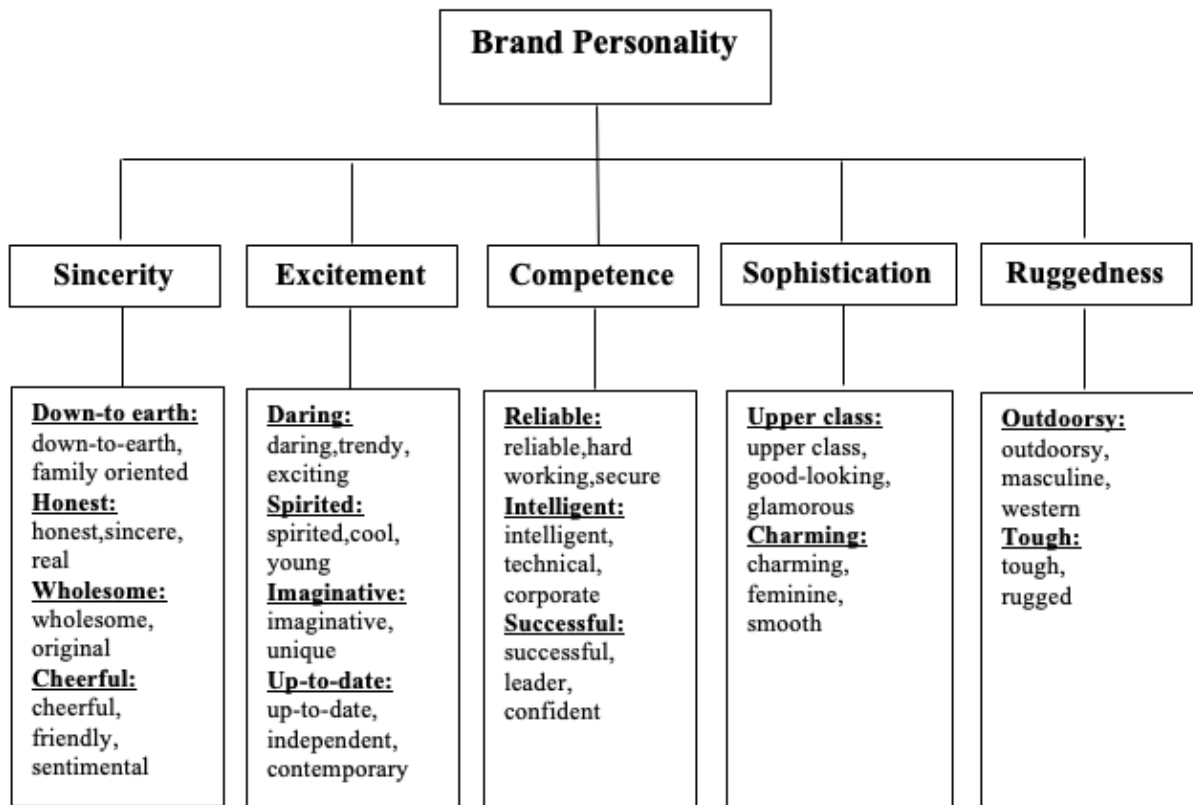 Brand Personality
Sincerity
Excitement
Competence
Sophistication
Ruggedness
Down-to earth:
down-to-earth,
family oriented
Honest:
honest,sincere,
real
Wholesome:
wholesome,
original
Cheerful:
cheerful,
friendly,
sentimental
Daring:
daring,trendy,
exciting
Spirited:
spirited,cool,
young
Imaginative:
imaginative,
unique
Up-to-date:
up-to-date,
independent,
contemporary
Reliable:
reliable,hard
working,secure
Intelligent:
intelligent,
technical,
corporate
Successful:
successful,
leader,
confident
Upper class:
upper class,
good-looking,
glamorous
Charming:
charming,
feminine,
smooth
Outdoorsy:
outdoorsy,
masculine,
western
Tough:
tough,
rugged